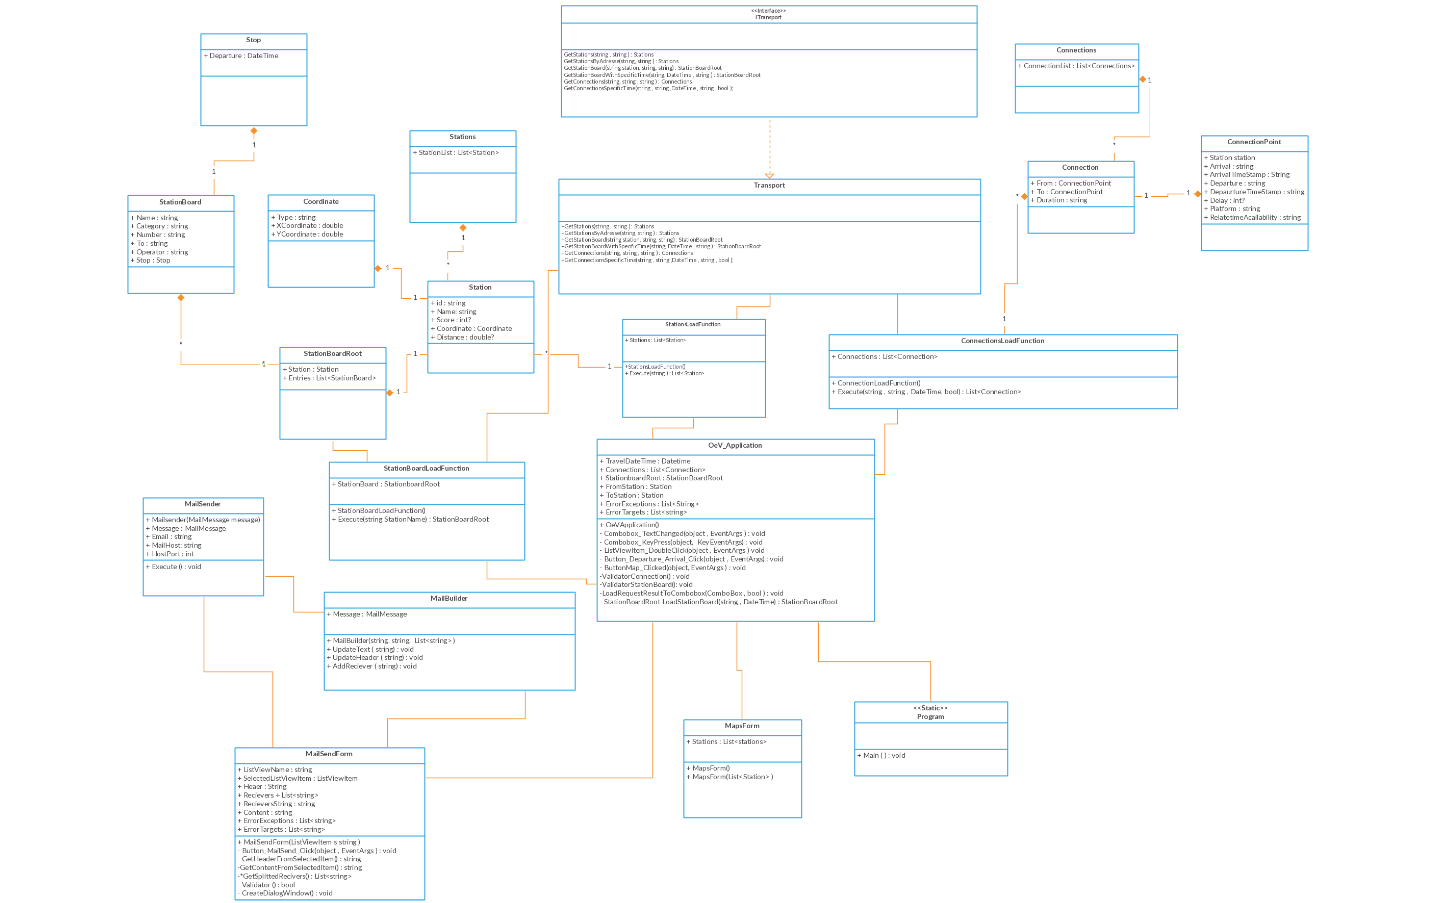 <<Interface>>
ITransport
GetStations(string , string ) : Stations
GetStationsByAdresse(string, string ) : Stations
GetStationBoard(string station, string, string) : StationBoardRoot
GetStationBoardWithSpecificTime(string, DateTime , string ) : StationBoardRoot
GetConnections(string, string , string ) : Connections
GetConnectionsSpecificTime(string , string ,DateTime , string , bool );
Stop
+ Departure : DateTime
1
1
Connections
+ ConnectionList : List<Connections>
1
*
Stations
+ StationList : List<Station>
1
*
ConnectionPoint
+ Station station
+ Arrival : string
+ ArrivalTimeStamp : String
+ Departure : string
+ DepaurtureTimeStamp : string
+ Delay : int?
+ Platform : string
+ RelatetimeAcailability : string
Connection
+ From : ConnectionPoint
+ To : ConnectionPoint
+ Duration : string
1
1
*
1
Transport
-GetStations(string , string ) : Stations
-GetStationsByAdresse(string, string ) : Stations
-GetStationBoard(string station, string, string) : StationBoardRoot
-GetStationBoardWithSpecificTime(string, DateTime , string ) : StationBoardRoot
-GetConnections(string, string , string ) : Connections
-GetConnectionsSpecificTime(string , string ,DateTime , string , bool );
StationBoard
+ Name : string
+ Category : string
+ Number : string
+ To : string
+ Operator : string
+ Stop : Stop
*
1
Coordinate
+ Type : string
+ XCoordinate : double
+ YCoordinate : double
1
1
Station
+ id : string
+ Name: string
+ Score : int?
+ Coordinate : Coordinate
+ Distance : double?
1
1
*
1
StationsLoadFunction
+ Stations : List<Station>
+StationsLoadFunction()
+ Execute(string ) : List<Station>
ConnectionsLoadFunction
+ Connections : List<Connection>
+ ConnectionLoadFunction()
+ Execute(string , string , DateTime, bool) : List<Connection>
StationBoardRoot
+ Station : Station
+ Entries : List<StationBoard>
StationBoardLoadFunction
+ StationBoard : StationboardRoot
+ StationBoardLoadFunction()
+ Execute(string StationName) : StationBoardRoot
OeV_Application
+ TravelDateTime : Datetime
+ Connections : List<Connection>
+ StationboardRoot : StationBoardRoot
+ FromStation : Station
+ ToStation : Station
+ ErrorExceptions : List<String+
+ ErrorTargets : List<string>
+ OeVApplication()
- Combobox_TextChanged(object , EventArgs ) : void
- Combobox_KeyPress(object, KeyEventArgs) : void
- ListViewItem_DoubleClick(object , EventArgs ) void
- Button_Departure_Arrival_Click(object , EventArgs) : void
- ButtonMap_Clicked(object, EventArgs ) : void
-ValidatorConnection() : void
-ValidatorStationBoard(): void
-LoadRequestResultToCombobox(ComboBox , bool ) : void
StationBoardRoot LoadStationBoard(string , DateTime) : StationBoardRoot
MailSender
+ Mailsender(MailMessage message)
+ Message : MailMessage
+ Email : string
+ MailHost: string
+ HostPort : int
+ Execute () : void
MailBuilder
+ Message : MailMessage
+ MailBuilder(string, string, List<string> )
+ UpdateText ( string) : void
+ UpdateHeader ( string) : void
+ AddReciever ( string) : void
MailSendForm
+ ListViewName : string
+ SelectedListViewItem : ListViewItem
+ Heaer : String
+ Recievers + List<string>
+ RecieversString : string
+ Content : string
+ ErrorExceptions : List<string>
+ ErrorTargets : List<string>
+ MailSendForm(ListViewItem s string )
Button_MailSend_Click(object , EventArgs ) : void
GetHeaderFromSelectedItem() : string
-GetContentFromSelectedItem() : string
-*GetSplittedRecivers() : List<string>
Validator () : bool
- CreateDialogWindow() : void
MapsForm
+ Stations : List<stations>
+ MapsForm()
+ MapsForm(List<Station> )
<<Static>>
Program
+ Main ( ) : void